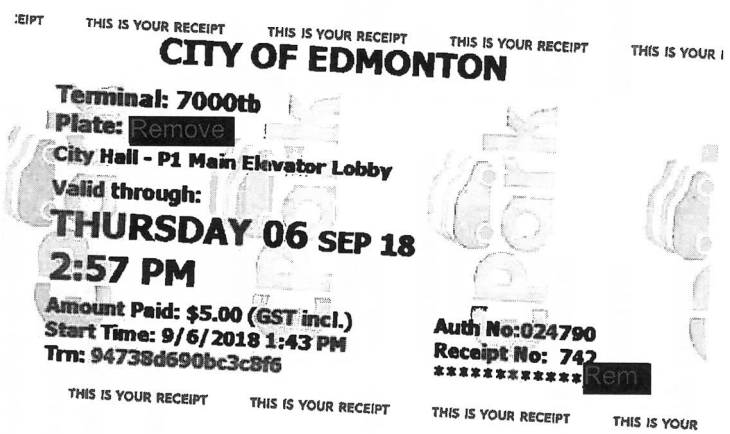 :EIPT THIS IS YOUR RECEIPT THIS IS YOUR RECEIPT THIS IS YOUR RECEIPT THIS IS YOUR I
CITY OF EDMONTON
Terminal: 7000tb
Plate: Remove
City Hall - P1 Main Elevator Lobby
Valid through:
THURSDAY 06 SEP 18
2:57 PM
Amount Paid: $5.00 (GST incl.)
Start Time: 9/6/2018 1:43 PM
Trn: 94738d690bc3c8f6
Auth No:024790
Receipt No: 742
************Rem
THIS IS YOUR RECEIPT THIS IS YOUR RECEIPT THIS IS YOUR RECEIPT THIS IS YOUR